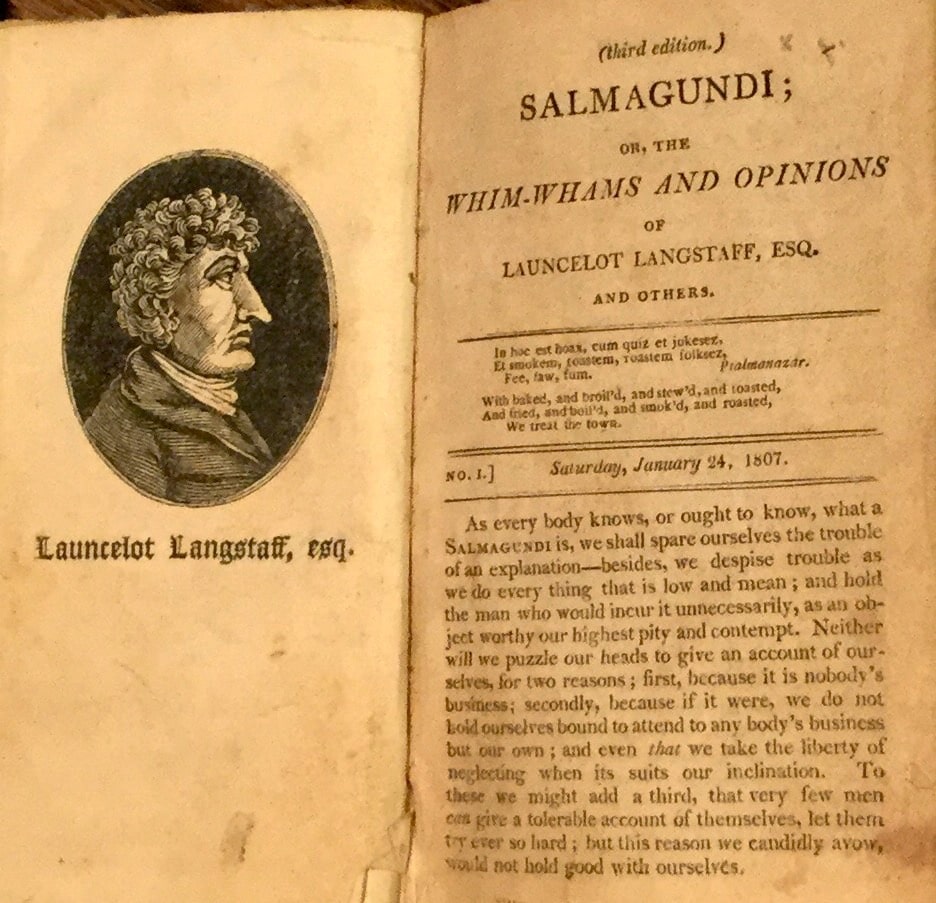 Launcelot Langstaff, esq.
(third edition.)
SALMAGUNDI;
OR, THE
WHIM-WHAMS AND OPINIONS
OF
LAUNCELOT LANGSTAFF, ESQ.
AND OTHERS.
In hoc est hoax, cum quiz et jokesez,
Et smokem, toastem, roastem folksez,
Fee, faw, fum.
Psalmanazar.
With baked, and broil'd, and stew'd, and toasted,
And fried, and boil'd, and smok'd, and roasted,
We treat the town.
NO. I.] Saturday, January 24, 1807.
As every body knows, or ought to know, what a
SALMAGUNDI is, we shall spare ourselves the trouble
of an explanation—besides, we despise trouble as
we do every thing that is low and mean; and hold
the man who would incur it unnecessarily, as an ob-
ject worthy our highest pity and contempt. Neither
will we puzzle our heads to give an account of our-
selves, for two reasons; first, because it is nobody's
business; secondly, because if it were, we do not
hold ourselves bound to attend to any body's business
but our own; and even that we take the liberty of
neglecting when its suits our inclination. To
these we might add a third, that very few men
can give a tolerable account of themselves, let them
try ever so hard; but this reason we candidly avow,
would not hold good with ourselves.